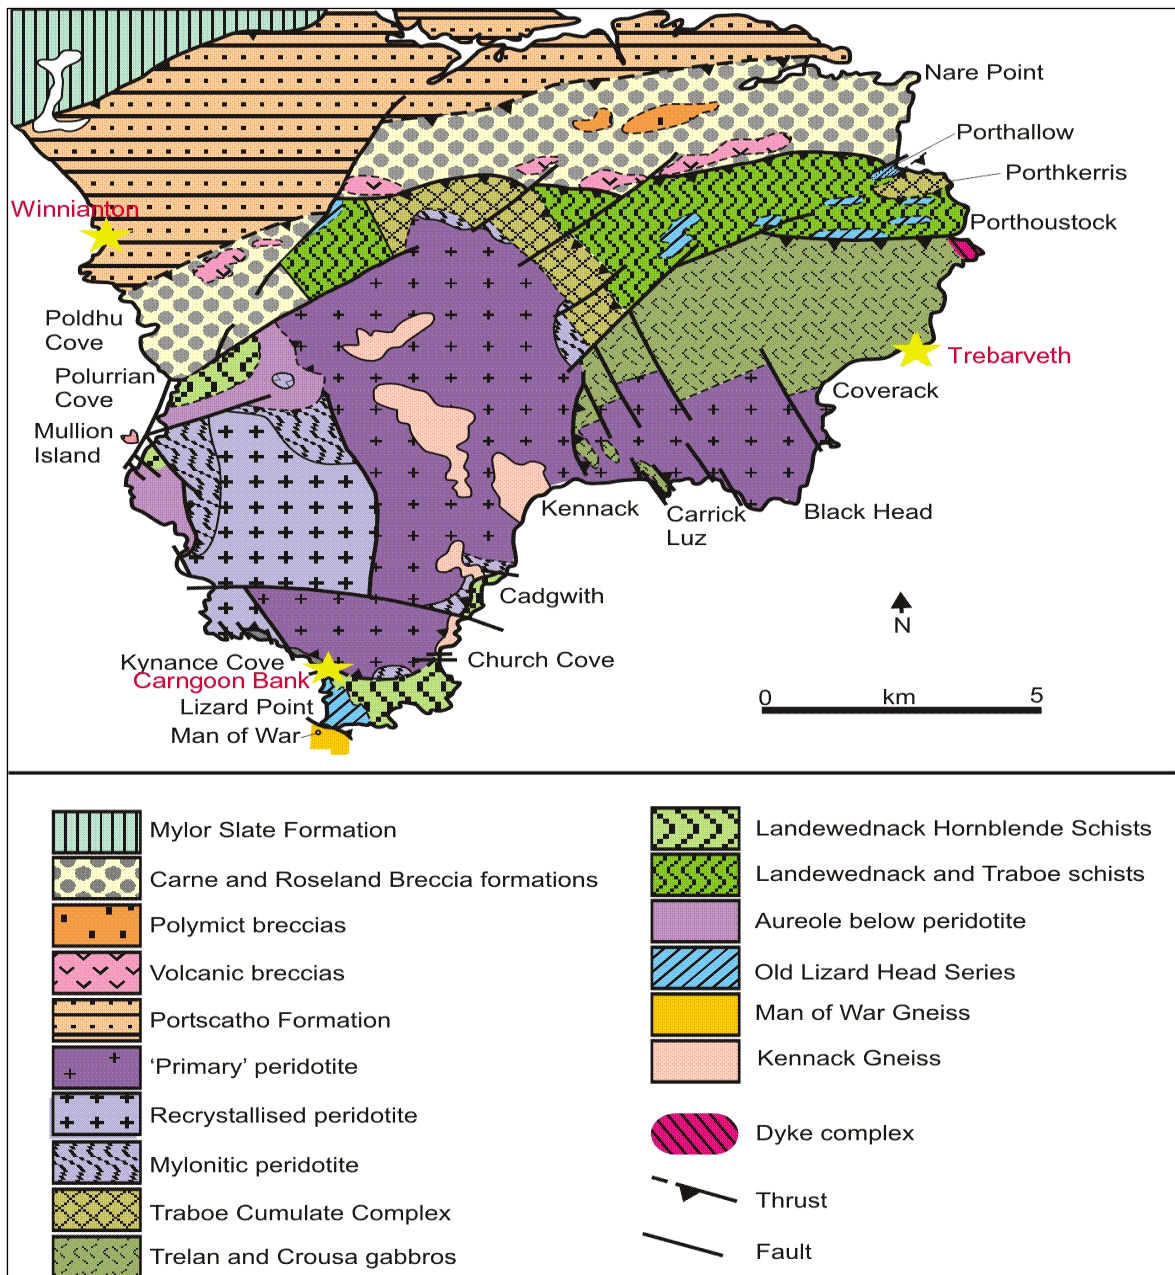 Nare Point
Porthallow
Porthkerris
Winnianton
Porthoustock
Poldhu
Cove
Trebarveth
Polurrian
Cove
Coverack
Mullion
Island
Kennack
Carrick
Luz
Black Head
Cadgwith
N
Kynance Cove
Church Cove
Carngoon Bank
Lizard Point
0 km 5
Man of War
Mylor Slate Formation
Carne and Roseland Breccia formations
Polymict breccias
Volcanic breccias
Portscatho Formation
‘Primary’ peridotite
Recrystallised peridotite
Mylonitic peridotite
Traboe Cumulate Complex
Trelan and Crousa gabbros
Landewednack Hornblende Schists
Landewednack and Traboe schists
Aureole below peridotite
Old Lizard Head Series
Man of War Gneiss
Kennack Gneiss
Dyke complex
Thrust
Fault